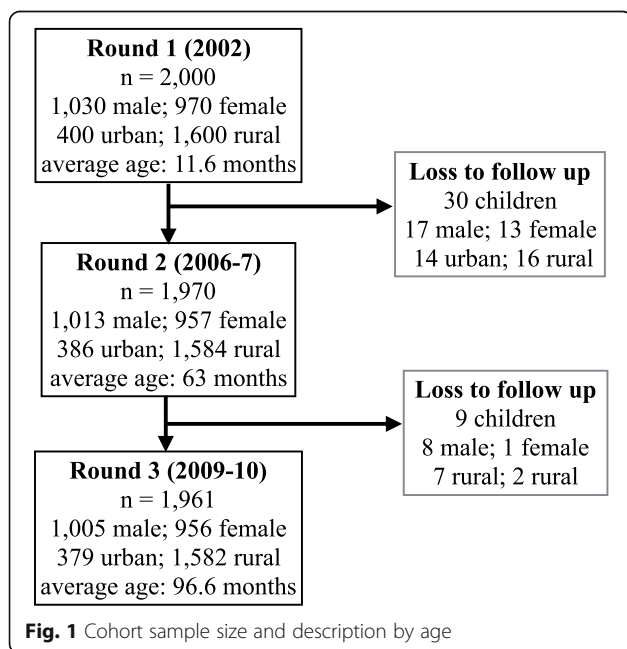 Round 1 (2002)
n = 2,000
1,030 male; 970 female
400 urban; 1,600 rural
average age: 11.6 months
Loss to follow up
30 children
17 male; 13 female
14 urban; 16 rural
Round 2 (2006-7)
n = 1,970
1,013 male; 957 female
386 urban; 1,584 rural
average age: 63 months
Loss to follow up
9 children
8 male; 1 female
7 rural; 2 rural
Round 3 (2009-10)
n = 1,961
1,005 male; 956 female
379 urban; 1,582 rural
average age: 96.6 months
Fig. 1 Cohort sample size and description by age